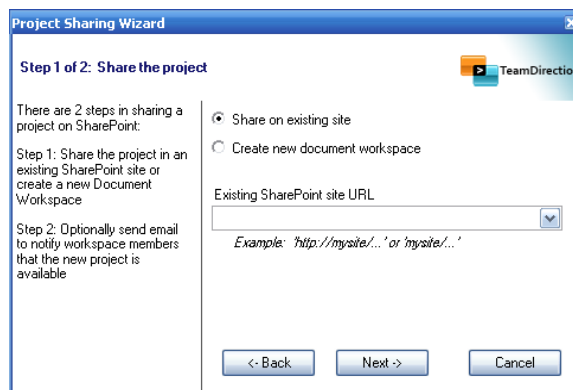 Project Sharing Wizard
Step 1 of 2: Share the project
There are 2 steps in sharing a
project on SharePoint:
Step 1: Share the project in an
existing SharePoint site or
create a new Document
Workspace
Step 2: Optionally send email
to notify workspace members
that the new project is
available
TeamDirectio
Share on existing site
Create new document workspace
Existing SharePoint site URL
Example: 'http://mysite/...' or 'mysite/...'
<- Back
Next ->
Cancel